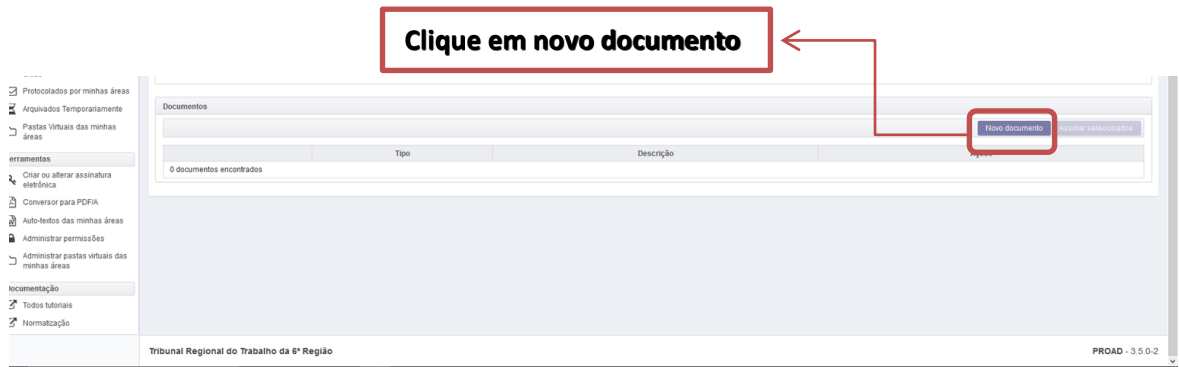 Clique em novo documento
Protocolados por minhas áreas
Arquivados Temporariamente
Pastas Virtuais das minhas
áreas
erramentas
Criar ou alterar assinatura
eletrônica
Conversor para PDF/A
Auto-textos das minhas áreas
Administrar permissões
Administrar pastas virtuais das
minhas áreas
ocumentação
Todos tutoriais
Normatização
Documentos
Novo documento
Assinar selecionados
Tipo
Descrição
0 documentos encontrados
Tribunal Regional do Trabalho da 6ª Região
PROAD - 3.5.0-2